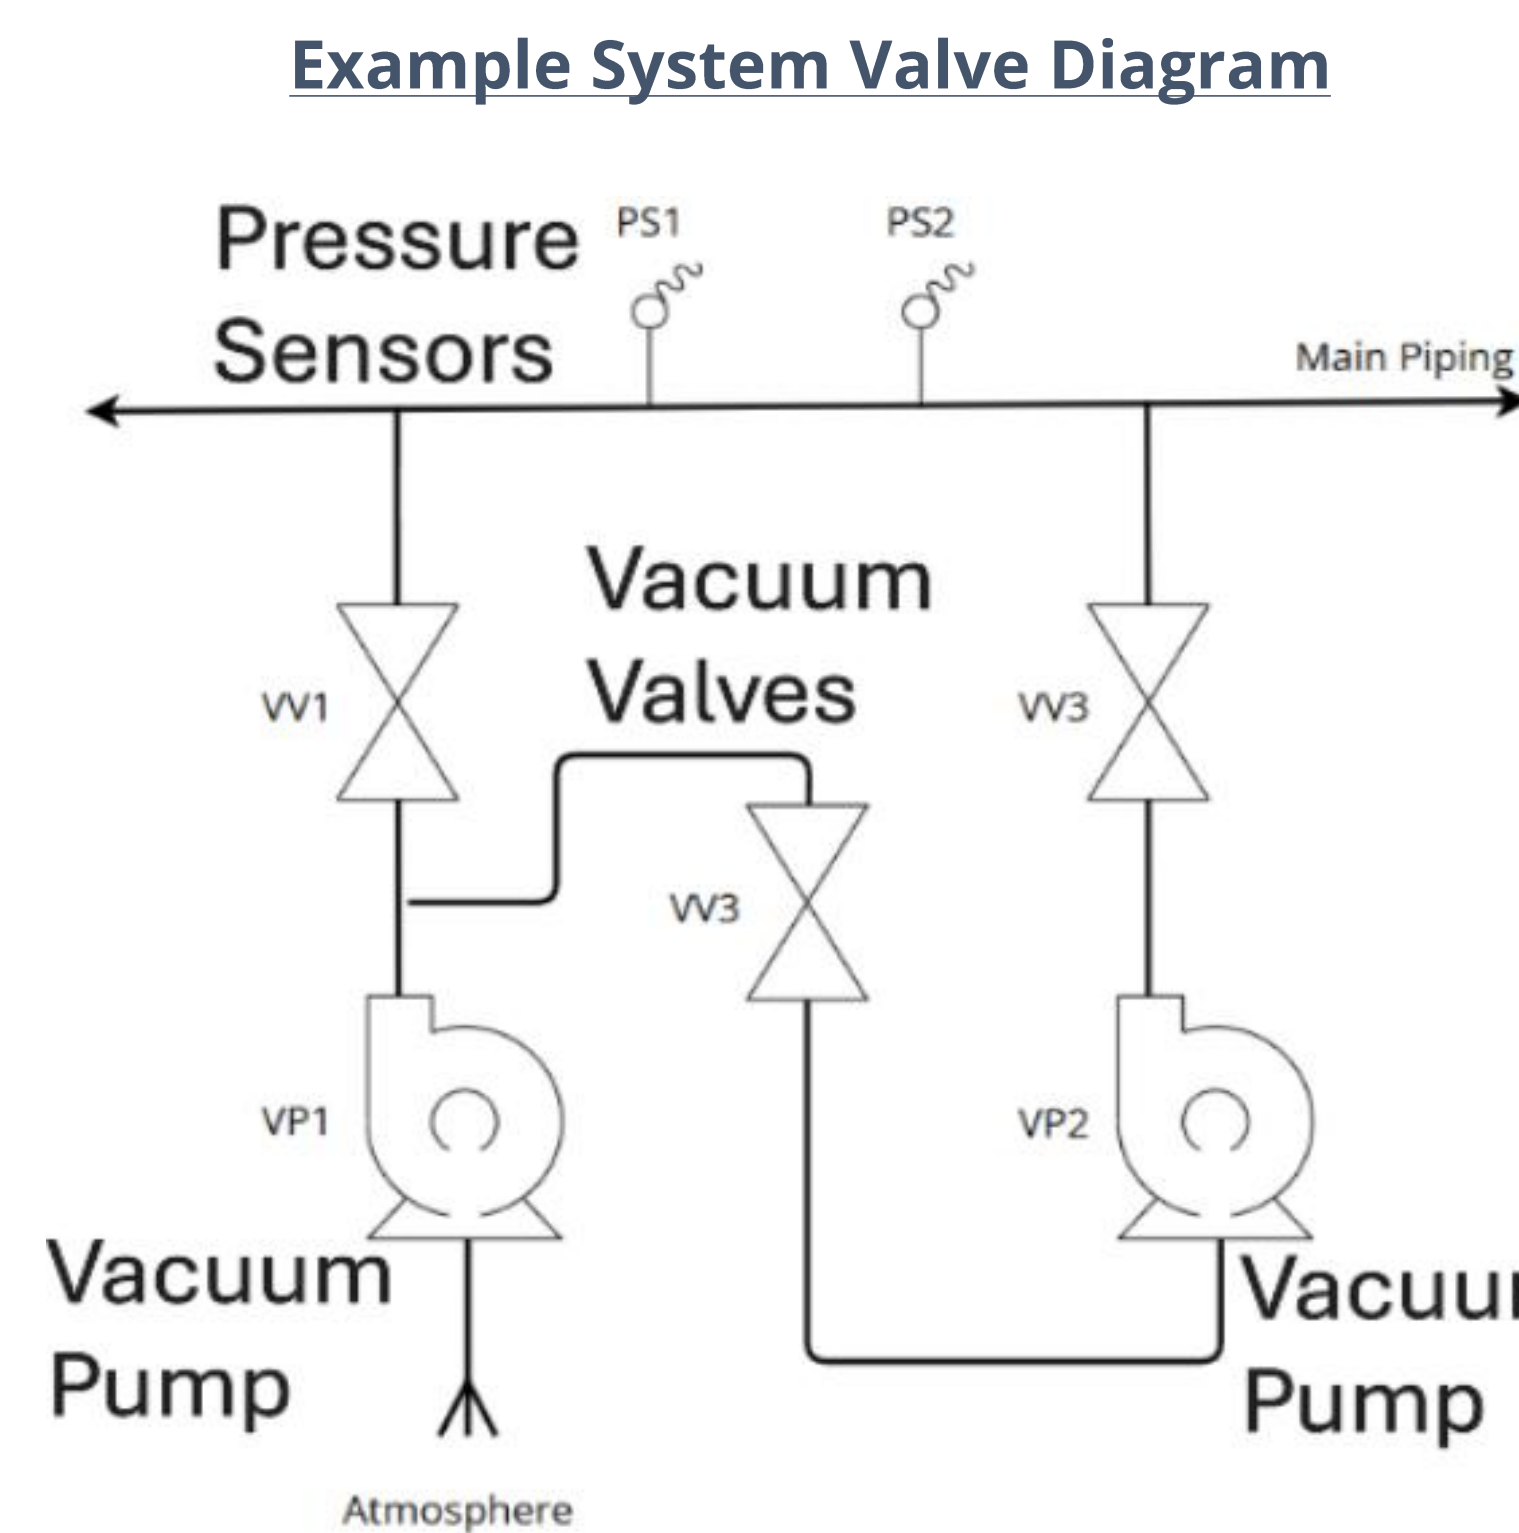 Example System Valve Diagram
Pressure
Sensors
PS1
PS2
Main Piping
Vacuum
Valves
VV1
VV3
VV3
VP1
VP2
Vacuum
Pump
Vacuu
Pump
Atmosphere